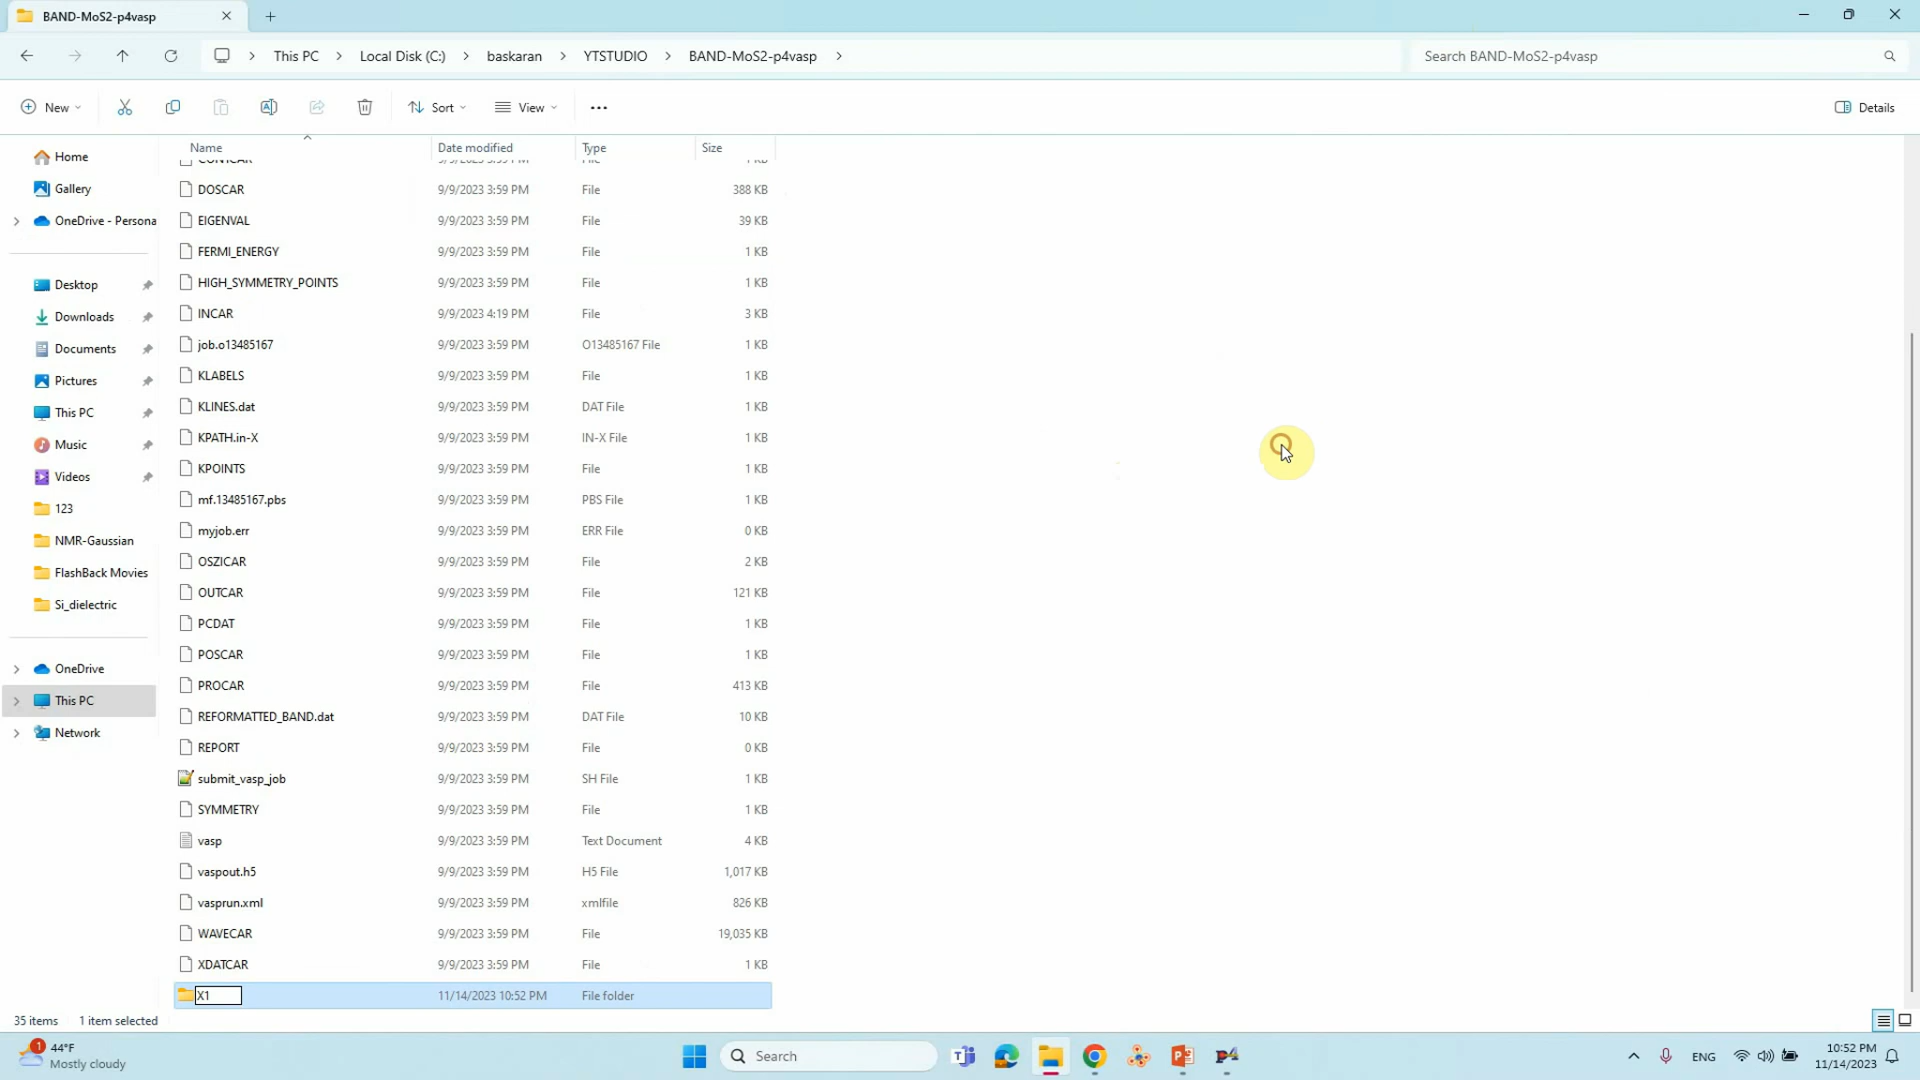 BAND-MoS2-p4vasp
This PC
Local Disk (C:)
baskaran
YTSTUDIO
BAND-MoS2-p4vasp
Search BAND-MoS2-p4vasp
New
Sort
View
Details
Name
Date modified
Type
Size
DOSCAR 9/9/2023 3:59 PM File 388 KB
EIGENVAL 9/9/2023 3:59 PM File 39 KB
FERMI_ENERGY 9/9/2023 3:59 PM File 1 KB
HIGH_SYMMETRY_POINTS 9/9/2023 3:59 PM File 1 KB
INCAR 9/9/2023 4:19 PM File 3 KB
job.o13485167 9/9/2023 3:59 PM O13485167 File 1 KB
KLABELS 9/9/2023 3:59 PM File 1 KB
KLINES.dat 9/9/2023 3:59 PM DAT File 1 KB
KPATH.in-X 9/9/2023 3:59 PM IN-X File 1 KB
KPOINTS 9/9/2023 3:59 PM File 1 KB
mf.13485167.pbs 9/9/2023 3:59 PM PBS File 1 KB
myjob.err 9/9/2023 3:59 PM ERR File 0 KB
OSZICAR 9/9/2023 3:59 PM File 2 KB
OUTCAR 9/9/2023 3:59 PM File 121 KB
PCDAT 9/9/2023 3:59 PM File 1 KB
POSCAR 9/9/2023 3:59 PM File 1 KB
PROCAR 9/9/2023 3:59 PM File 413 KB
REFORMATTED_BAND.dat 9/9/2023 3:59 PM DAT File 10 KB
REPORT 9/9/2023 3:59 PM File 0 KB
submit_vasp_job 9/9/2023 3:59 PM SH File 1 KB
SYMMETRY 9/9/2023 3:59 PM File 1 KB
vasp 9/9/2023 3:59 PM Text Document 4 KB
vaspout.h5 9/9/2023 3:59 PM H5 File 1,017 KB
vasprun.xml 9/9/2023 3:59 PM xmlfile 826 KB
WAVECAR 9/9/2023 3:59 PM File 19,035 KB
XDATCAR 9/9/2023 3:59 PM File 1 KB
X1 11/14/2023 10:52 PM File folder
Home
Gallery
OneDrive - Persona
Desktop
Downloads
Documents
Pictures
This PC
Music
Videos
123
NMR-Gaussian
FlashBack Movies
Si_dielectric
OneDrive
This PC
Network
35 items
1 item selected
1
44°F
Mostly cloudy
Search
ENG
10:52 PM
11/14/2023